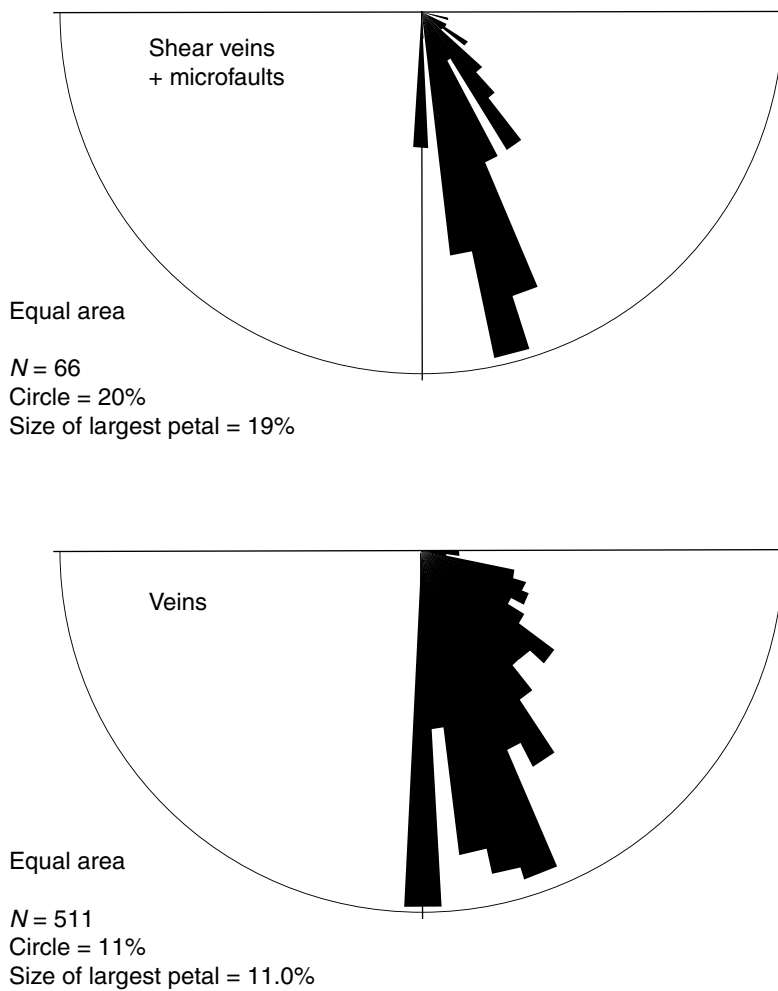 Shear veins
+ microfaults
Equal area
N = 66
Circle = 20%
Size of largest petal = 19%
Veins
Equal area
N = 511
Circle = 11%
Size of largest petal = 11.0%